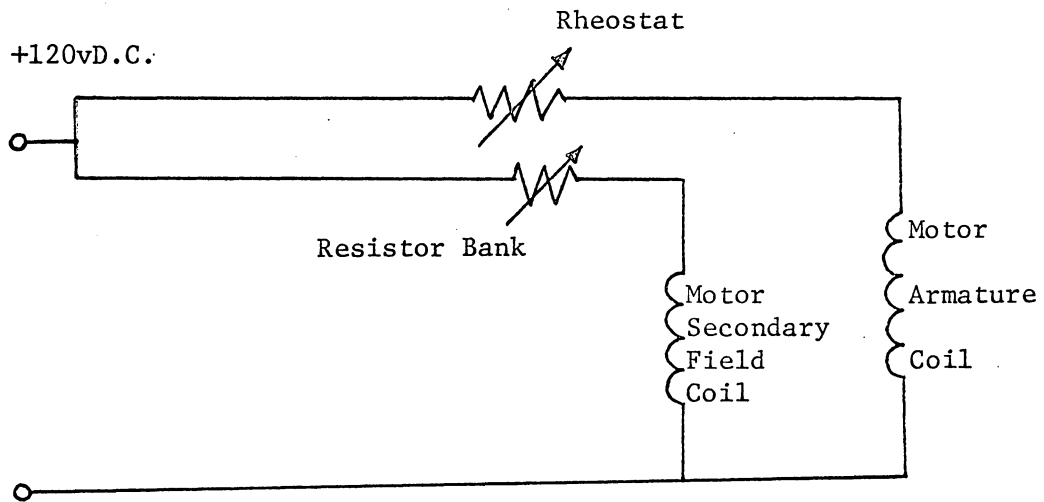 Rheostat
+120vD.C.
Resistor Bank
Motor
Secondary
Field
Coil
Motor
Armature
Coil